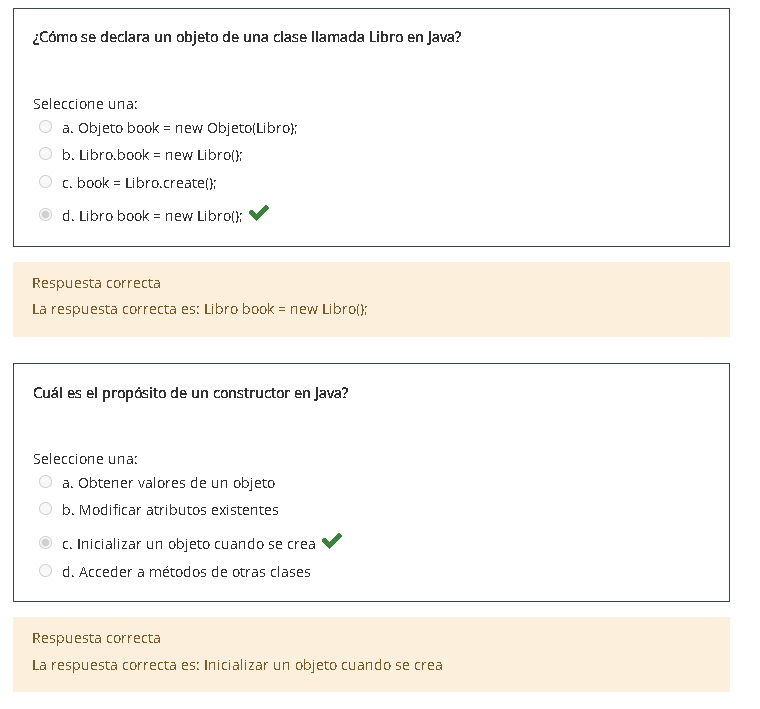 ¿Cómo se declara un objeto de una clase llamada Libro en Java?
Seleccione una:
a. Objeto book = new Objeto(Libro);
b. Libro.book = new Libro();
c. book = Libro.create();
d. Libro book = new Libro();
Respuesta correcta
La respuesta correcta es: Libro book = new Libro();
Cuál es el propósito de un constructor en Java?
Seleccione una:
a. Obtener valores de un objeto
b. Modificar atributos existentes
c. Inicializar un objeto cuando se crea
d. Acceder a métodos de otras clases
Respuesta correcta
La respuesta correcta es: Inicializar un objeto cuando se crea